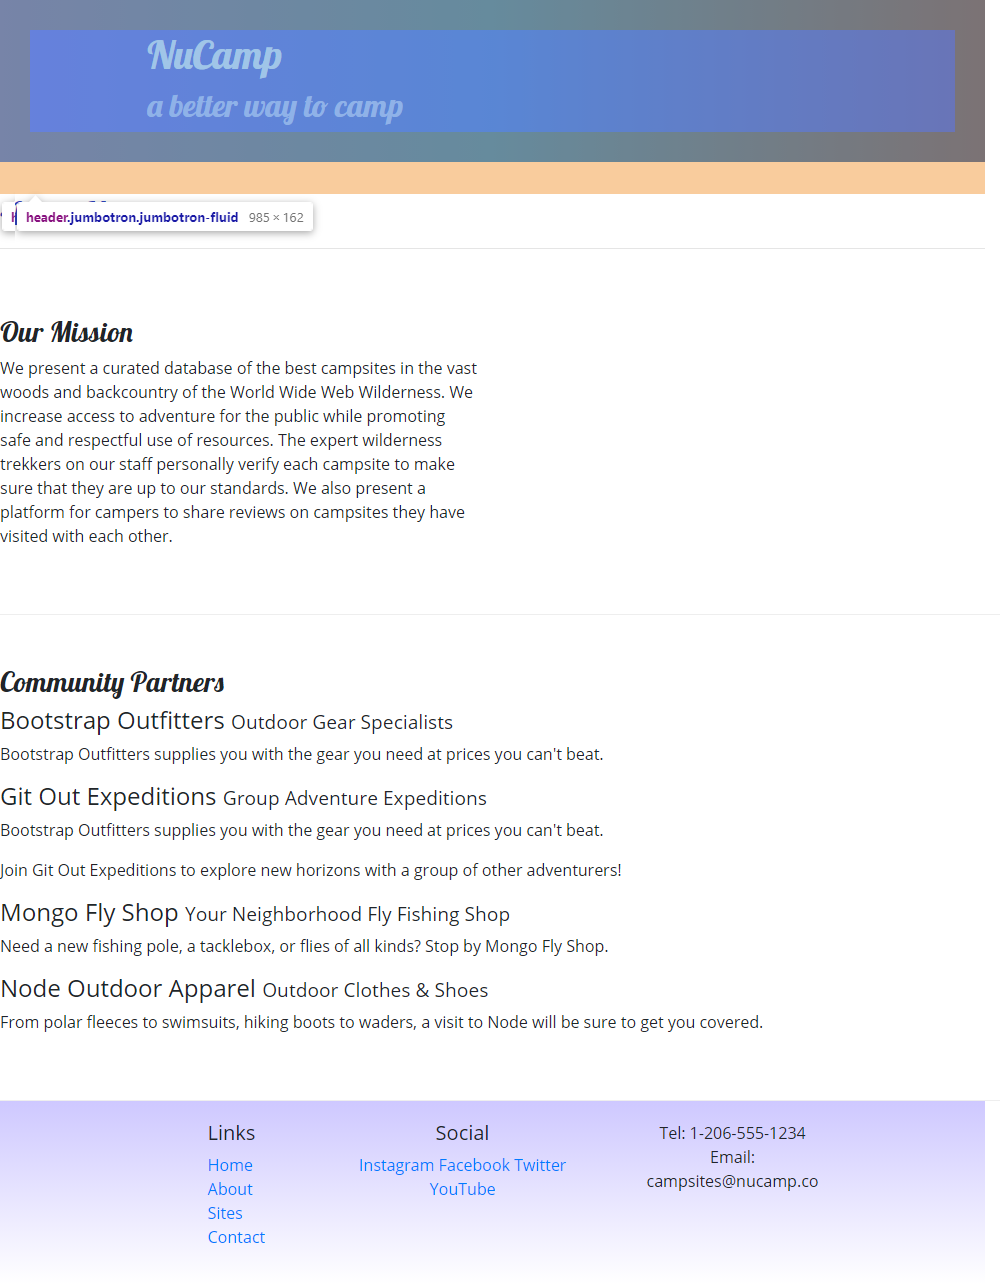 NuCamp
a better way to camp
header.jumbotron.jumbotron-fluid 985 × 162
Our Mission
We present a curated database of the best campsites in the vast
woods and backcountry of the World Wide Web Wilderness. We
increase access to adventure for the public while promoting
safe and respectful use of resources. The expert wilderness
trekkers on our staff personally verify each campsite to make
sure that they are up to our standards. We also present a
platform for campers to share reviews on campsites they have
visited with each other.
Community Partners
Bootstrap Outfitters Outdoor Gear Specialists
Bootstrap Outfitters supplies you with the gear you need at prices you can't beat.
Git Out Expeditions Group Adventure Expeditions
Bootstrap Outfitters supplies you with the gear you need at prices you can't beat.
Join Git Out Expeditions to explore new horizons with a group of other adventurers!
Mongo Fly Shop Your Neighborhood Fly Fishing Shop
Need a new fishing pole, a tacklebox, or flies of all kinds? Stop by Mongo Fly Shop.
Node Outdoor Apparel Outdoor Clothes & Shoes
From polar fleeces to swimsuits, hiking boots to waders, a visit to Node will be sure to get you covered.
Links
Home
About
Sites
Contact
Social
Instagram Facebook Twitter
YouTube
Tel: 1-206-555-1234
Email:
campsites@nucamp.co